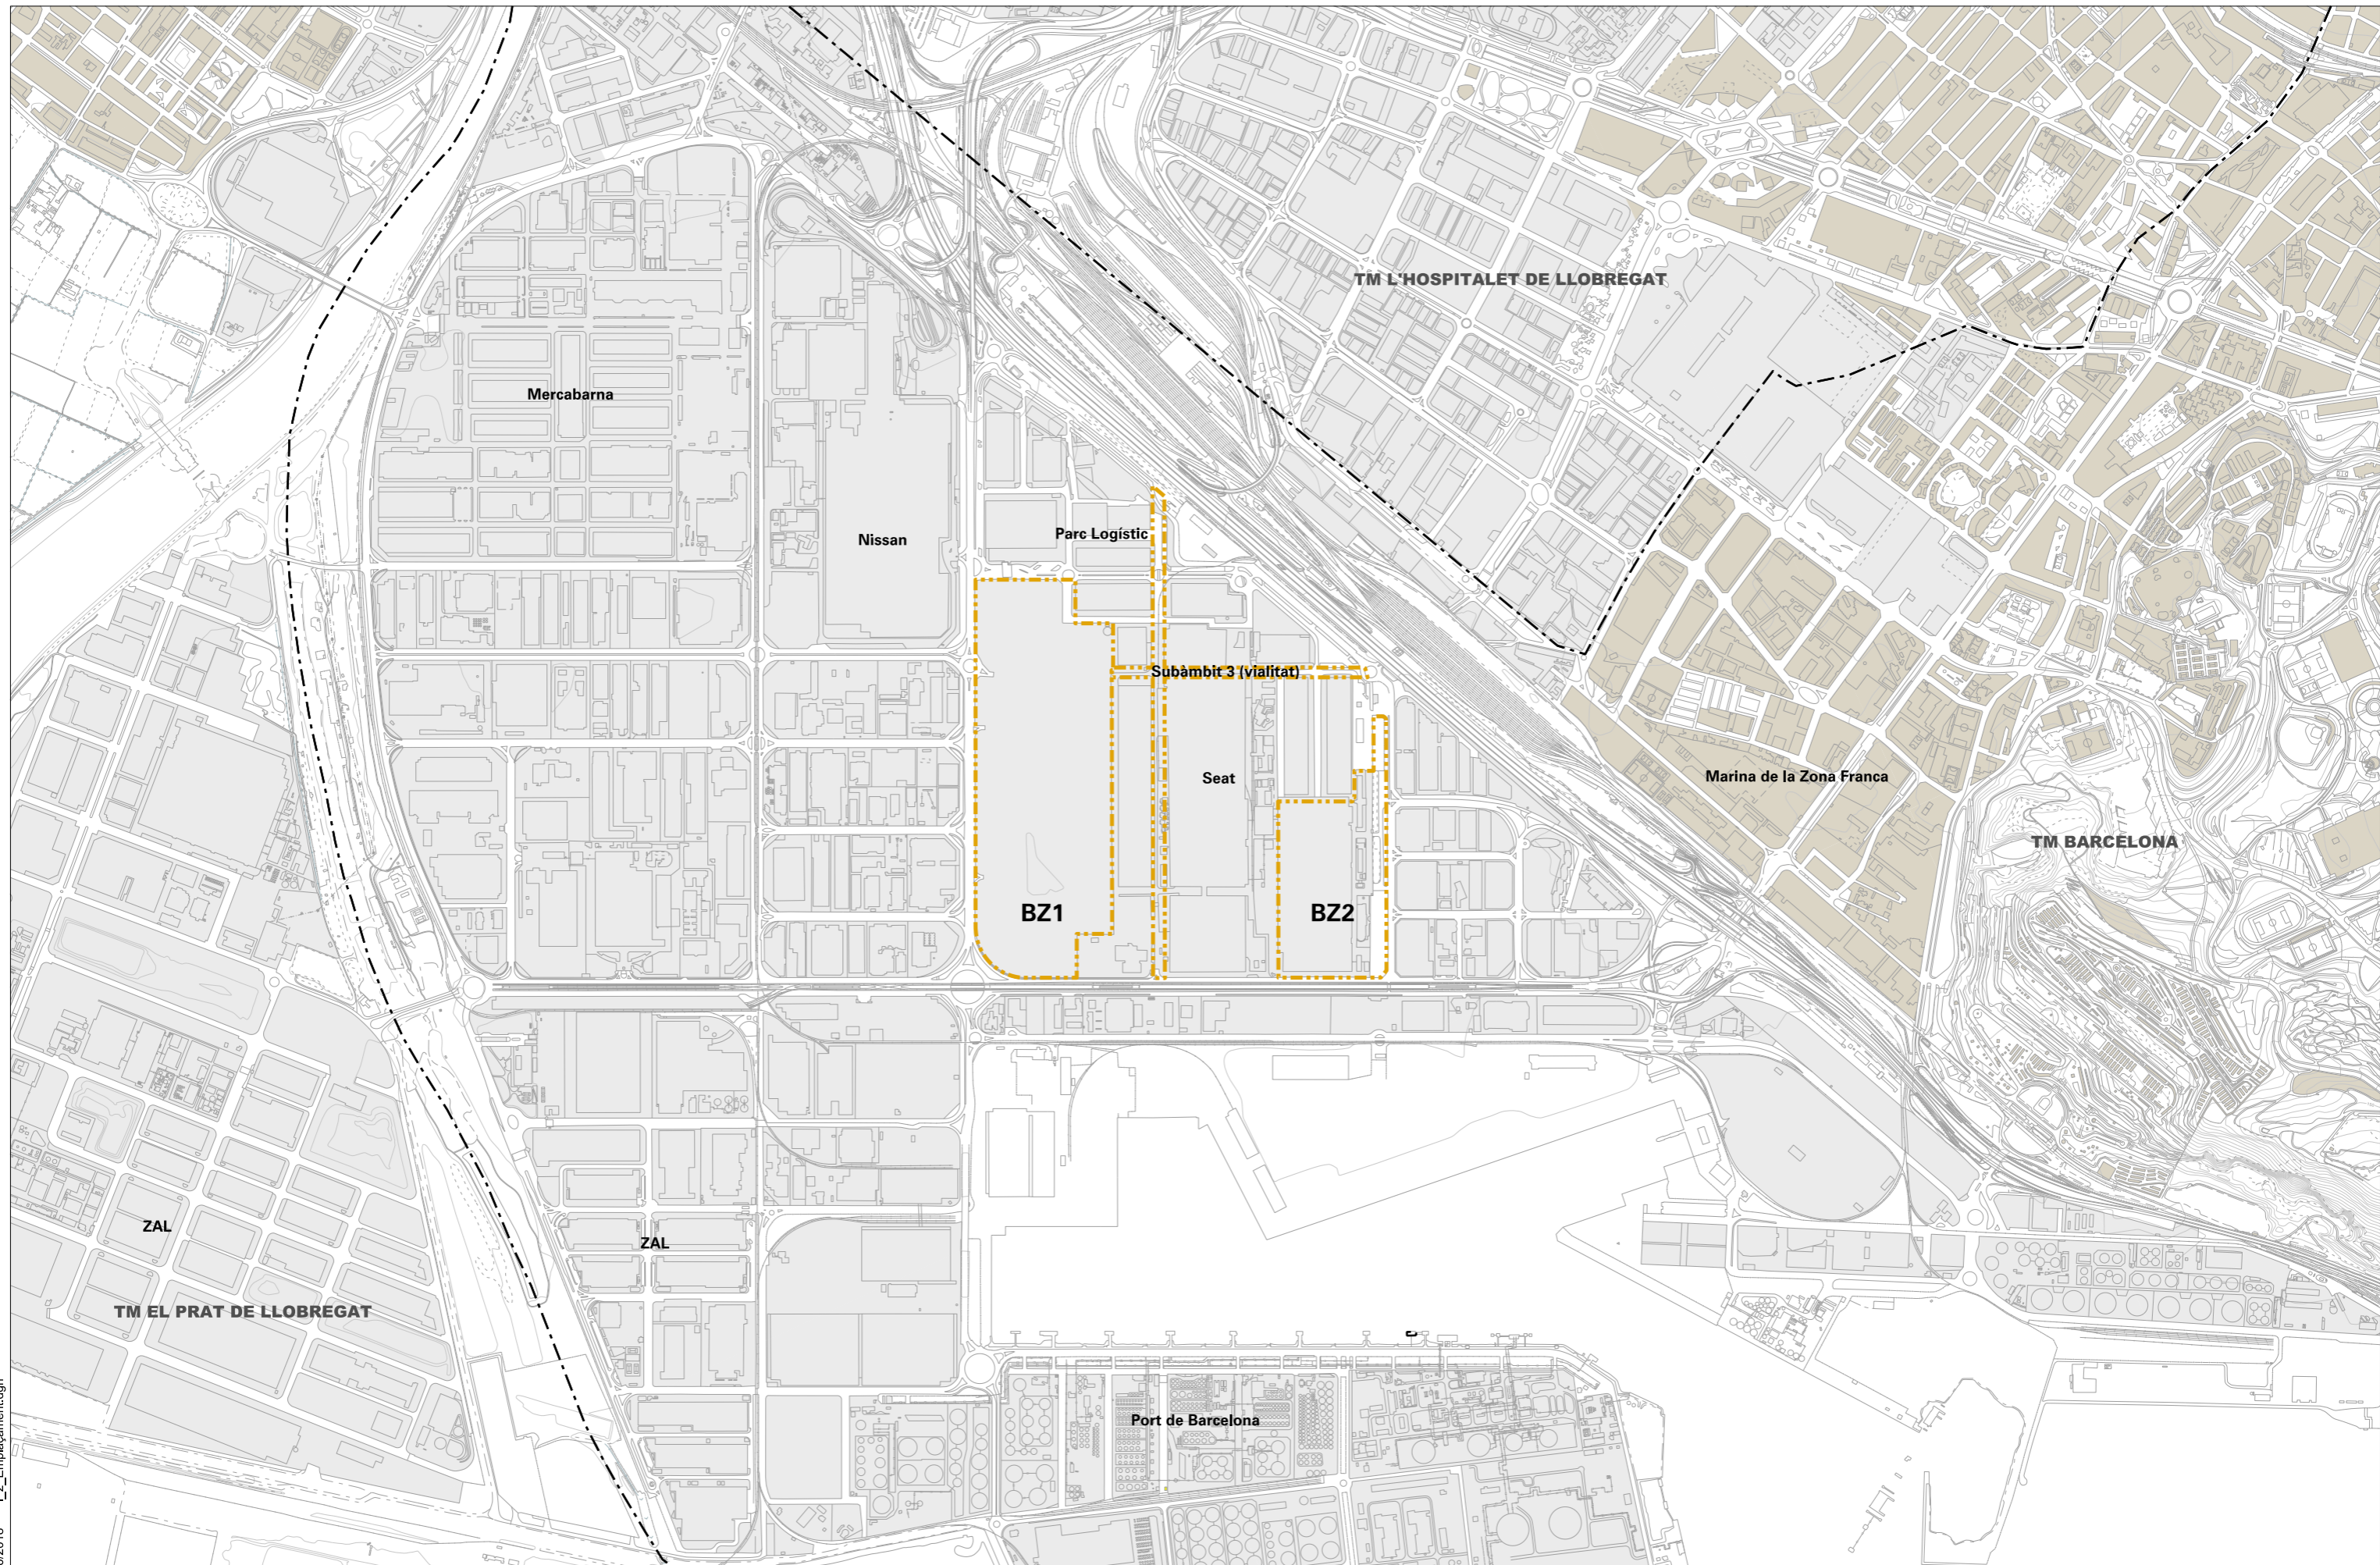 TM L'HOSPITALET DE LLOBREGAT
Mercabarna
Nissan
Parc Logístic
Subàmbit 3 (vialitat)
Seat
Marina de la Zona Franca
TM BARCELONA
BZ1
BZ2
ZAL
ZAL
TM EL PRAT DE LLOBREGAT
Port de Barcelona